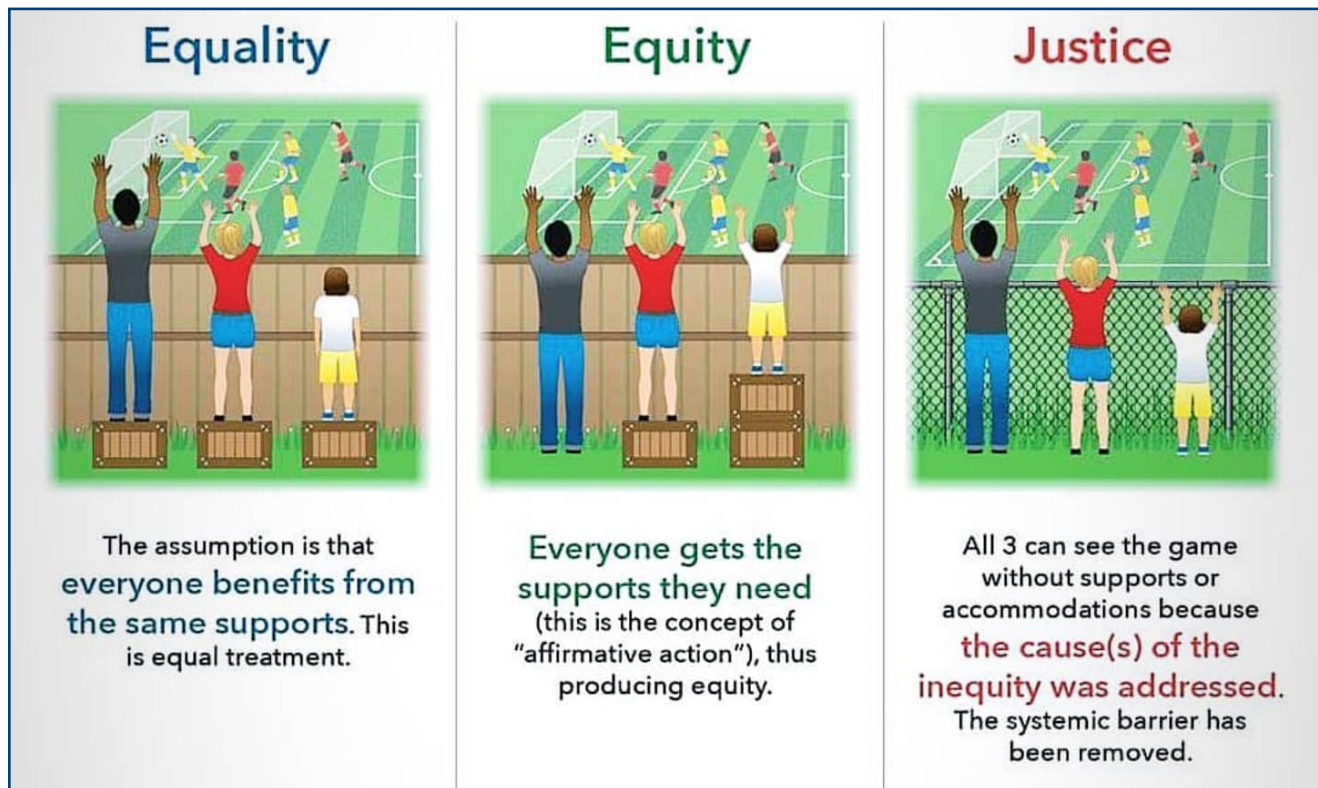 Equality
The assumption is that
everyone benefits from
the same supports. This
is equal treatment.
Equity
Everyone gets the
supports they need
(this is the concept of
“affirmative action”), thus
producing equity.
Justice
All 3 can see the game
without supports or
accommodations because
the cause(s) of the
inequity was addressed.
The systemic barrier has
been removed.